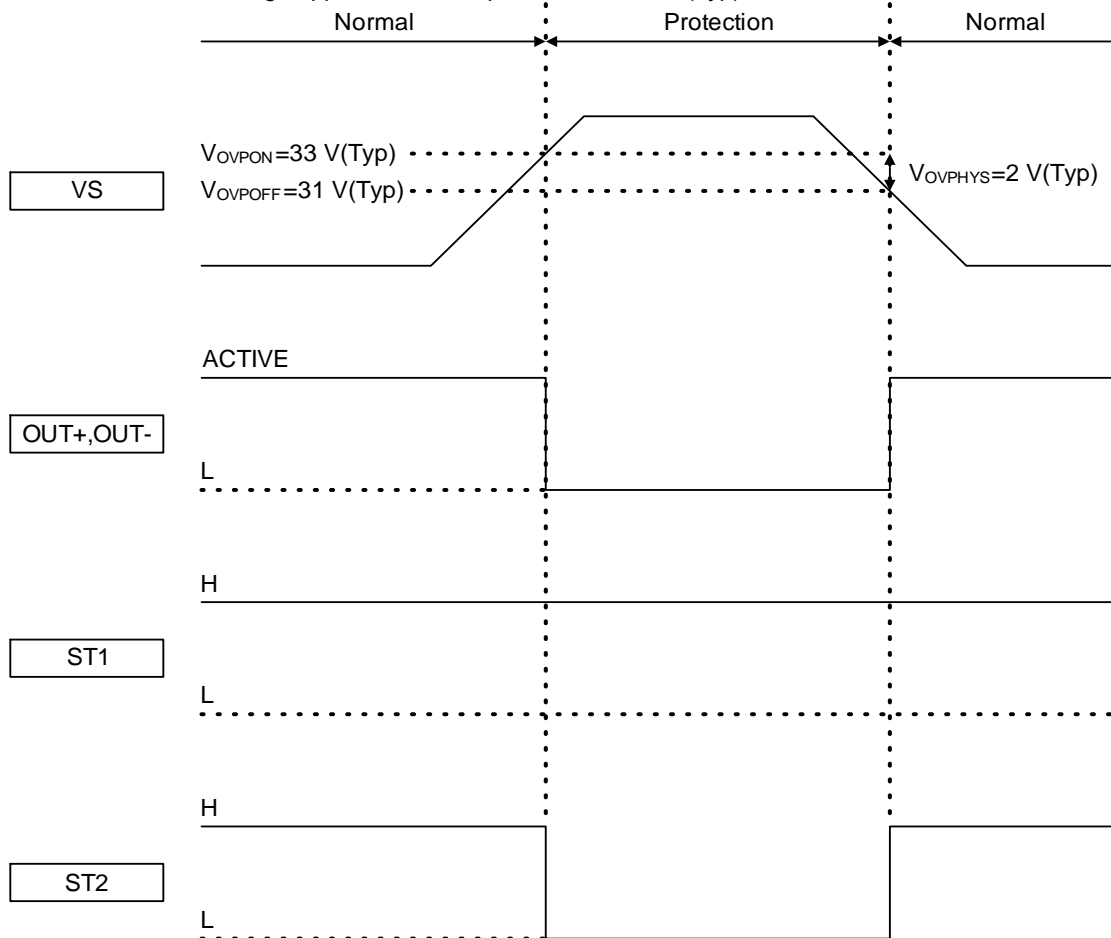 Normal Protection Normal
VOVPON=33 V(Typ)
VOVPOFF=31 V(Typ)
VOVPHYS=2 V(Typ)
VS
ACTIVE
OUT+,OUT-
L
H
ST1
L
H
ST2
L